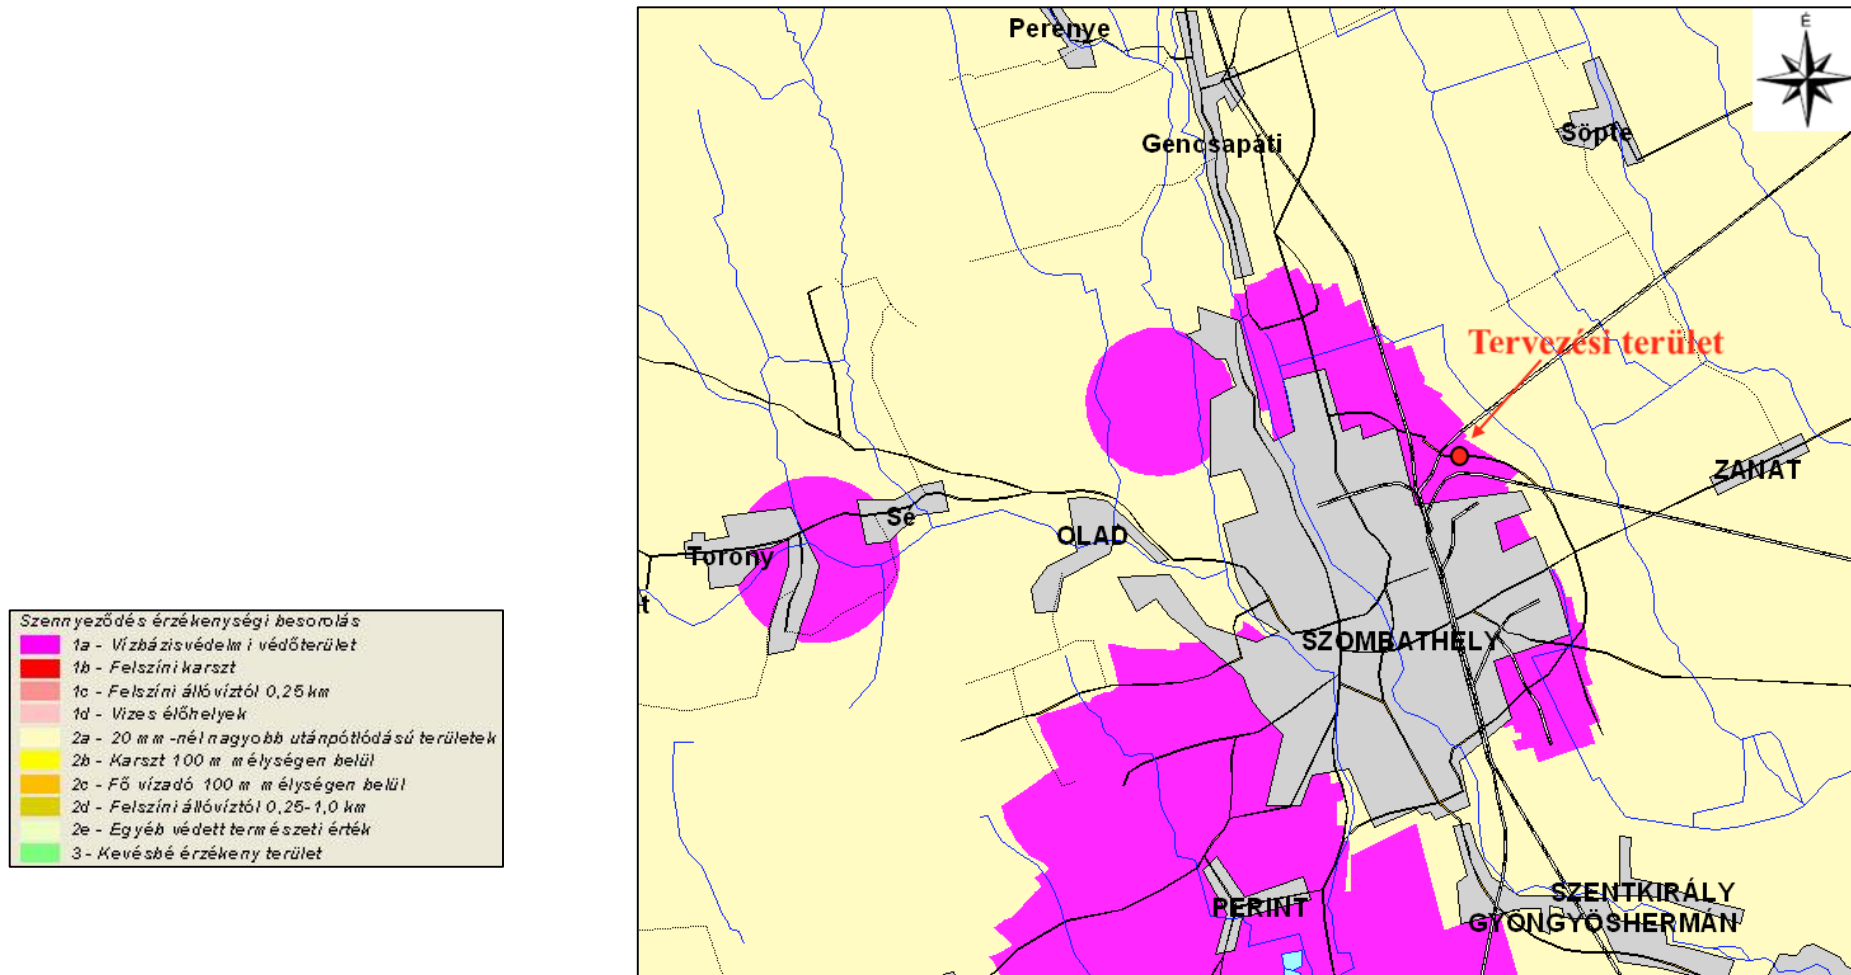 Perenye
É
Söpte
Gencsapáti
Tervezési terület
ZANAT
Sé
OLAD
Torony
t
SZOMBATHELY
Szennyeződés érzékenységi besorolás
1a - Vízbázisvédelmi védőterület
1b - Felszíni karszt
1c - Felszíni állóvíztól 0,25 km
1d - Vizes élőhelyek
2a - 20 mm-nél nagyobb utánpótlódású területek
2b - Karszt 100 m mélységen belül
2c - Fő vízadó 100 m mélységen belül
2d - Felszíni állóvíztól 0,25-1,0 km
2e - Egyéb védett természeti érték
3 - Kevésbé érzékeny terület
SZENTKIRÁLY
PERINT
GYÖNGYÖSHERMÁN